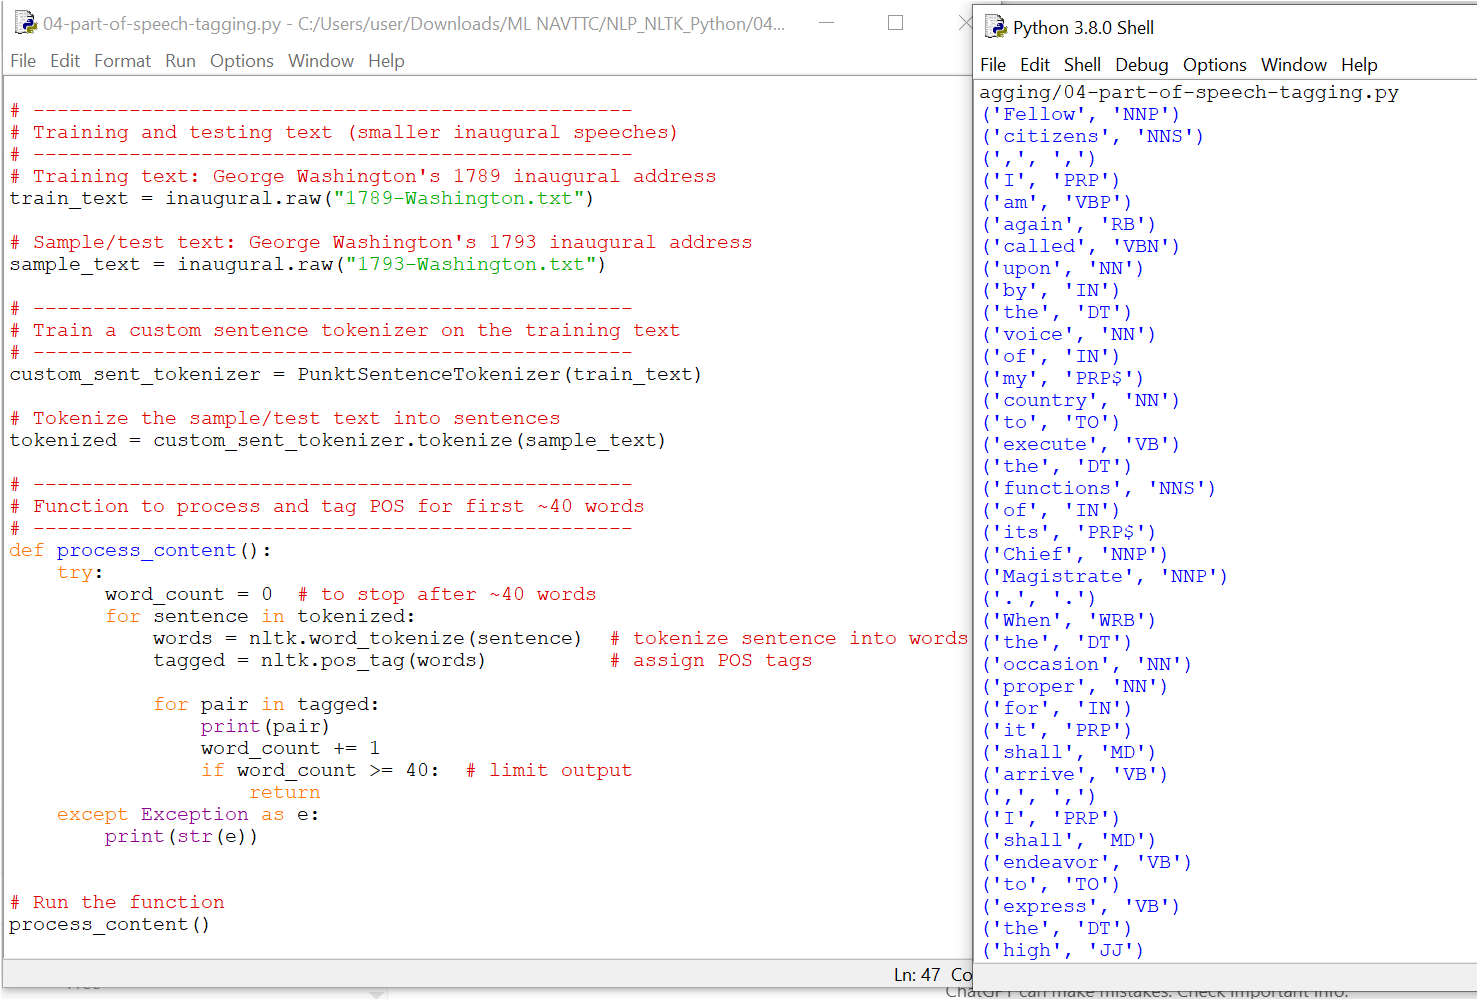 04-part-of-speech-tagging.py - C:/Users/user/Downloads/ML NAVTTC/NLP_NLTK_Python/04...
File Edit Format Run Options Window Help
# --------------------------------------------------
# Training and testing text (smaller inaugural speeches)
# --------------------------------------------------
# Training text: George Washington's 1789 inaugural address
train_text = inaugural.raw("1789-Washington.txt")
# Sample/test text: George Washington's 1793 inaugural address
sample_text = inaugural.raw("1793-Washington.txt")
# --------------------------------------------------
# Train a custom sentence tokenizer on the training text
# --------------------------------------------------
custom_sent_tokenizer = PunktSentenceTokenizer(train_text)
# Tokenize the sample/test text into sentences
tokenized = custom_sent_tokenizer.tokenize(sample_text)
# --------------------------------------------------
# Function to process and tag POS for first ~40 words
# --------------------------------------------------
def process_content():
    try:
        word_count = 0  # to stop after ~40 words
        for sentence in tokenized:
            words = nltk.word_tokenize(sentence)  # tokenize sentence into words
            tagged = nltk.pos_tag(words)          # assign POS tags
            for pair in tagged:
                print(pair)
                word_count += 1
                if word_count >= 40:  # limit output
                    return
    except Exception as e:
        print(str(e))
# Run the function
process_content()
Ln: 47 Co
Python 3.8.0 Shell
File Edit Shell Debug Options Window Help
agging/04-part-of-speech-tagging.py
('Fellow', 'NNP')
('citizens', 'NNS')
(',', ',')
('I', 'PRP')
('am', 'VBP')
('again', 'RB')
('called', 'VBN')
('upon', 'NN')
('by', 'IN')
('the', 'DT')
('voice', 'NN')
('of', 'IN')
('my', 'PRP$')
('country', 'NN')
('to', 'TO')
('execute', 'VB')
('the', 'DT')
('functions', 'NNS')
('of', 'IN')
('its', 'PRP$')
('Chief', 'NNP')
('Magistrate', 'NNP')
('.', '.')
('When', 'WRB')
('the', 'DT')
('occasion', 'NN')
('proper', 'NN')
('for', 'IN')
('it', 'PRP')
('shall', 'MD')
('arrive', 'VB')
(',', ',')
('I', 'PRP')
('shall', 'MD')
('endeavor', 'VB')
('to', 'TO')
('express', 'VB')
('the', 'DT')
('high', 'JJ')
ChatGPT can make mistakes. Check important info.